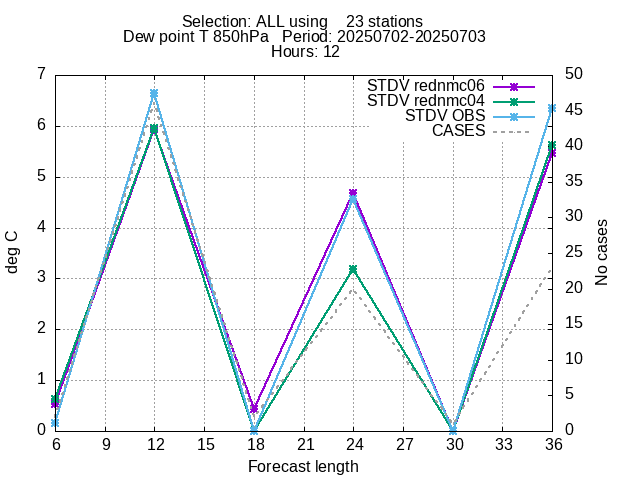 Selection: ALL using    23 stations
Dew point T 850hPa   Period: 20250702-20250703
Hours: 12
STDV rednmc06
STDV rednmc04
STDV OBS
CASES
deg C
No cases
7
6
5
4
3
2
1
0
50
45
40
35
30
25
20
15
10
5
0
6 9 12 15 18 21 24 27 30 33 36
Forecast length